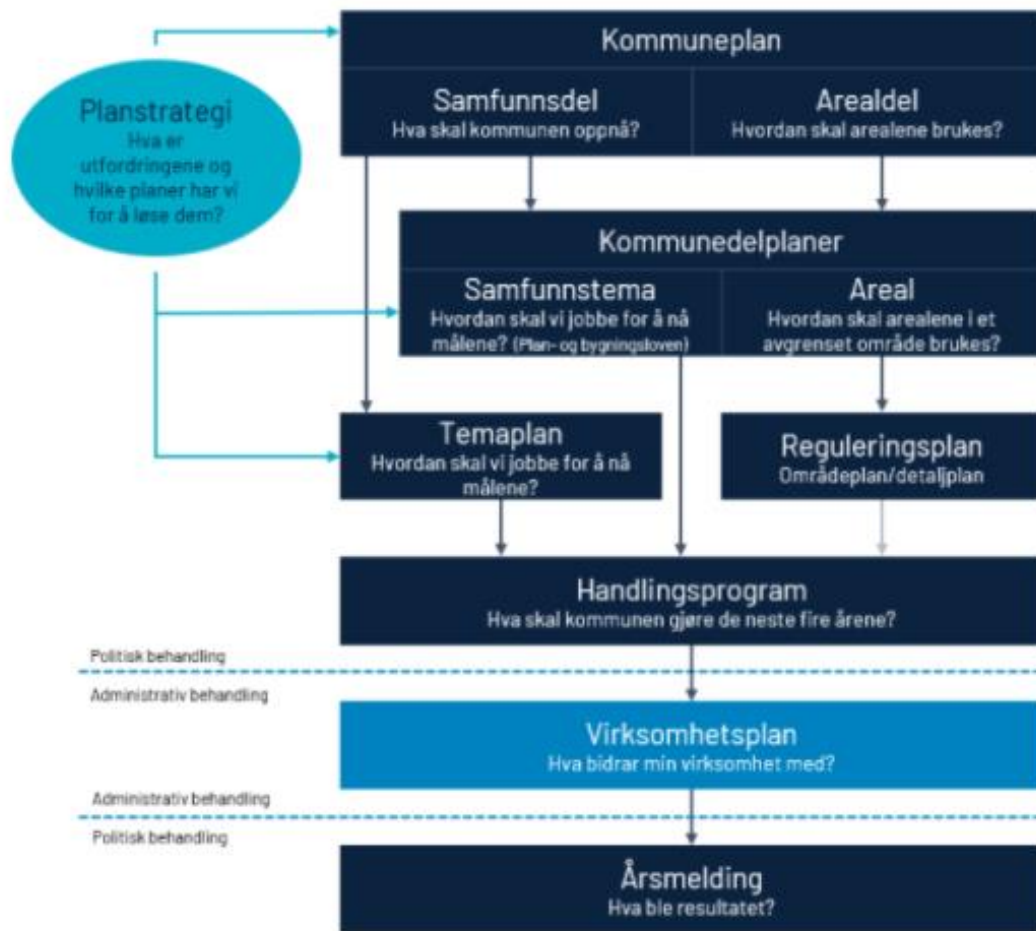 Kommuneplan
Planstrategi
Hva er
utfordringene og
hvilke planer har vi
for å løse dem?
Samfunnsdel
Hva skal kommunen oppnå?
Arealdel
Hvordan skal arealene brukes?
Kommunedelplaner
Samfunnstema
Hvordan skal vi jobbe for å nå
målene? (Plan- og bygningsloven)
Areal
Hvordan skal arealene i et
avgrenset område brukes?
Temaplan
Hvordan skal vi jobbe for å nå
målene?
Reguleringsplan
Områdeplan/detaljplan
Handlingsprogram
Hva skal kommunen gjøre de neste fire årene?
Politisk behandling
Administrativ behandling
Virksomhetsplan
Hva bidrar min virksomhet med?
Administrativ behandling
Politisk behandling
Årsmelding
Hva ble resultatet?